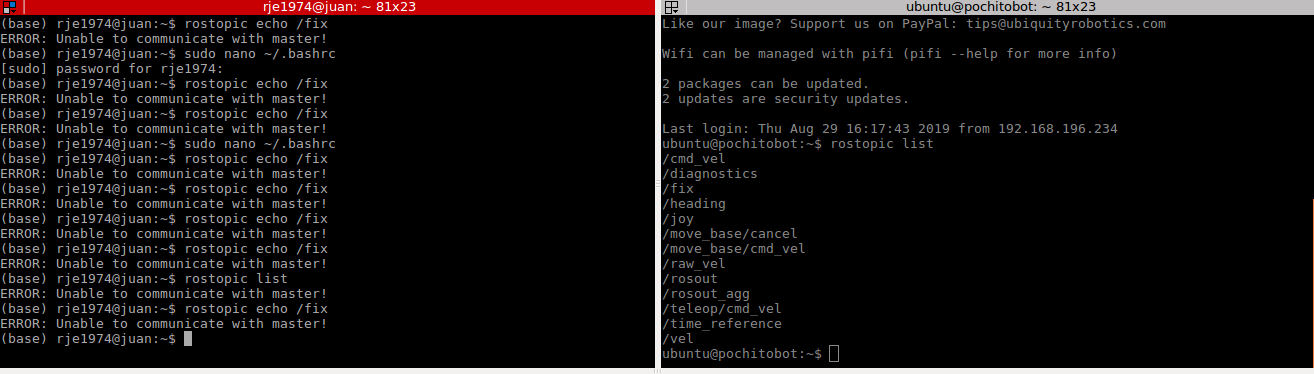 rje1974@juan: ~ 81x23
(base) rje1974@juan:~$ rostopic echo /fix
ERROR: Unable to communicate with master!
(base) rje1974@juan:~$ sudo nano ~/.bashrc
[sudo] password for rje1974:
(base) rje1974@juan:~$ rostopic echo /fix
ERROR: Unable to communicate with master!
(base) rje1974@juan:~$ rostopic echo /fix
ERROR: Unable to communicate with master!
(base) rje1974@juan:~$ sudo nano ~/.bashrc
(base) rje1974@juan:~$ rostopic echo /fix
ERROR: Unable to communicate with master!
(base) rje1974@juan:~$ rostopic echo /fix
ERROR: Unable to communicate with master!
(base) rje1974@juan:~$ rostopic echo /fix
ERROR: Unable to communicate with master!
(base) rje1974@juan:~$ rostopic echo /fix
ERROR: Unable to communicate with master!
(base) rje1974@juan:~$ rostopic list
ERROR: Unable to communicate with master!
(base) rje1974@juan:~$ rostopic echo /fix
ERROR: Unable to communicate with master!
(base) rje1974@juan:~$
ubuntu@pochitobot: ~ 81x23
Like our image? Support us on PayPal: tips@ubiquityrobotics.com
Wifi can be managed with pifi (pifi --help for more info)
2 packages can be updated.
2 updates are security updates.
Last login: Thu Aug 29 16:17:43 2019 from 192.168.196.234
ubuntu@pochitobot:~$ rostopic list
/cmd_vel
/diagnostics
/fix
/heading
/joy
/move_base/cancel
/move_base/cmd_vel
/raw_vel
/rosout
/rosout_agg
/teleop/cmd_vel
/time_reference
/vel
ubuntu@pochitobot:~$